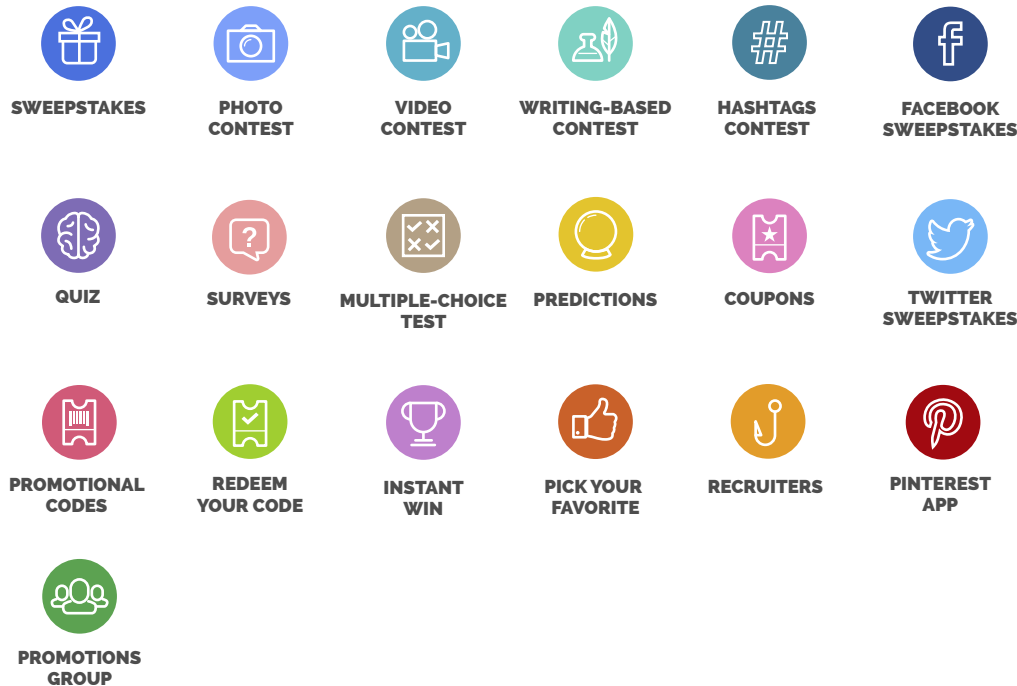 SWEEPSTAKES
PHOTO
CONTEST
VIDEO
CONTEST
WRITING-BASED
CONTEST
#
HASHTAGS
CONTEST
f
FACEBOOK
SWEEPSTAKES
QUIZ
?
SURVEYS
MULTIPLE-CHOICE
TEST
PREDICTIONS
COUPONS
TWITTER
SWEEPSTAKES
PROMOTIONAL
CODES
REDEEM
YOUR CODE
INSTANT
WIN
PICK YOUR
FAVORITE
RECRUITERS
PINTEREST
APP
PROMOTIONS
GROUP